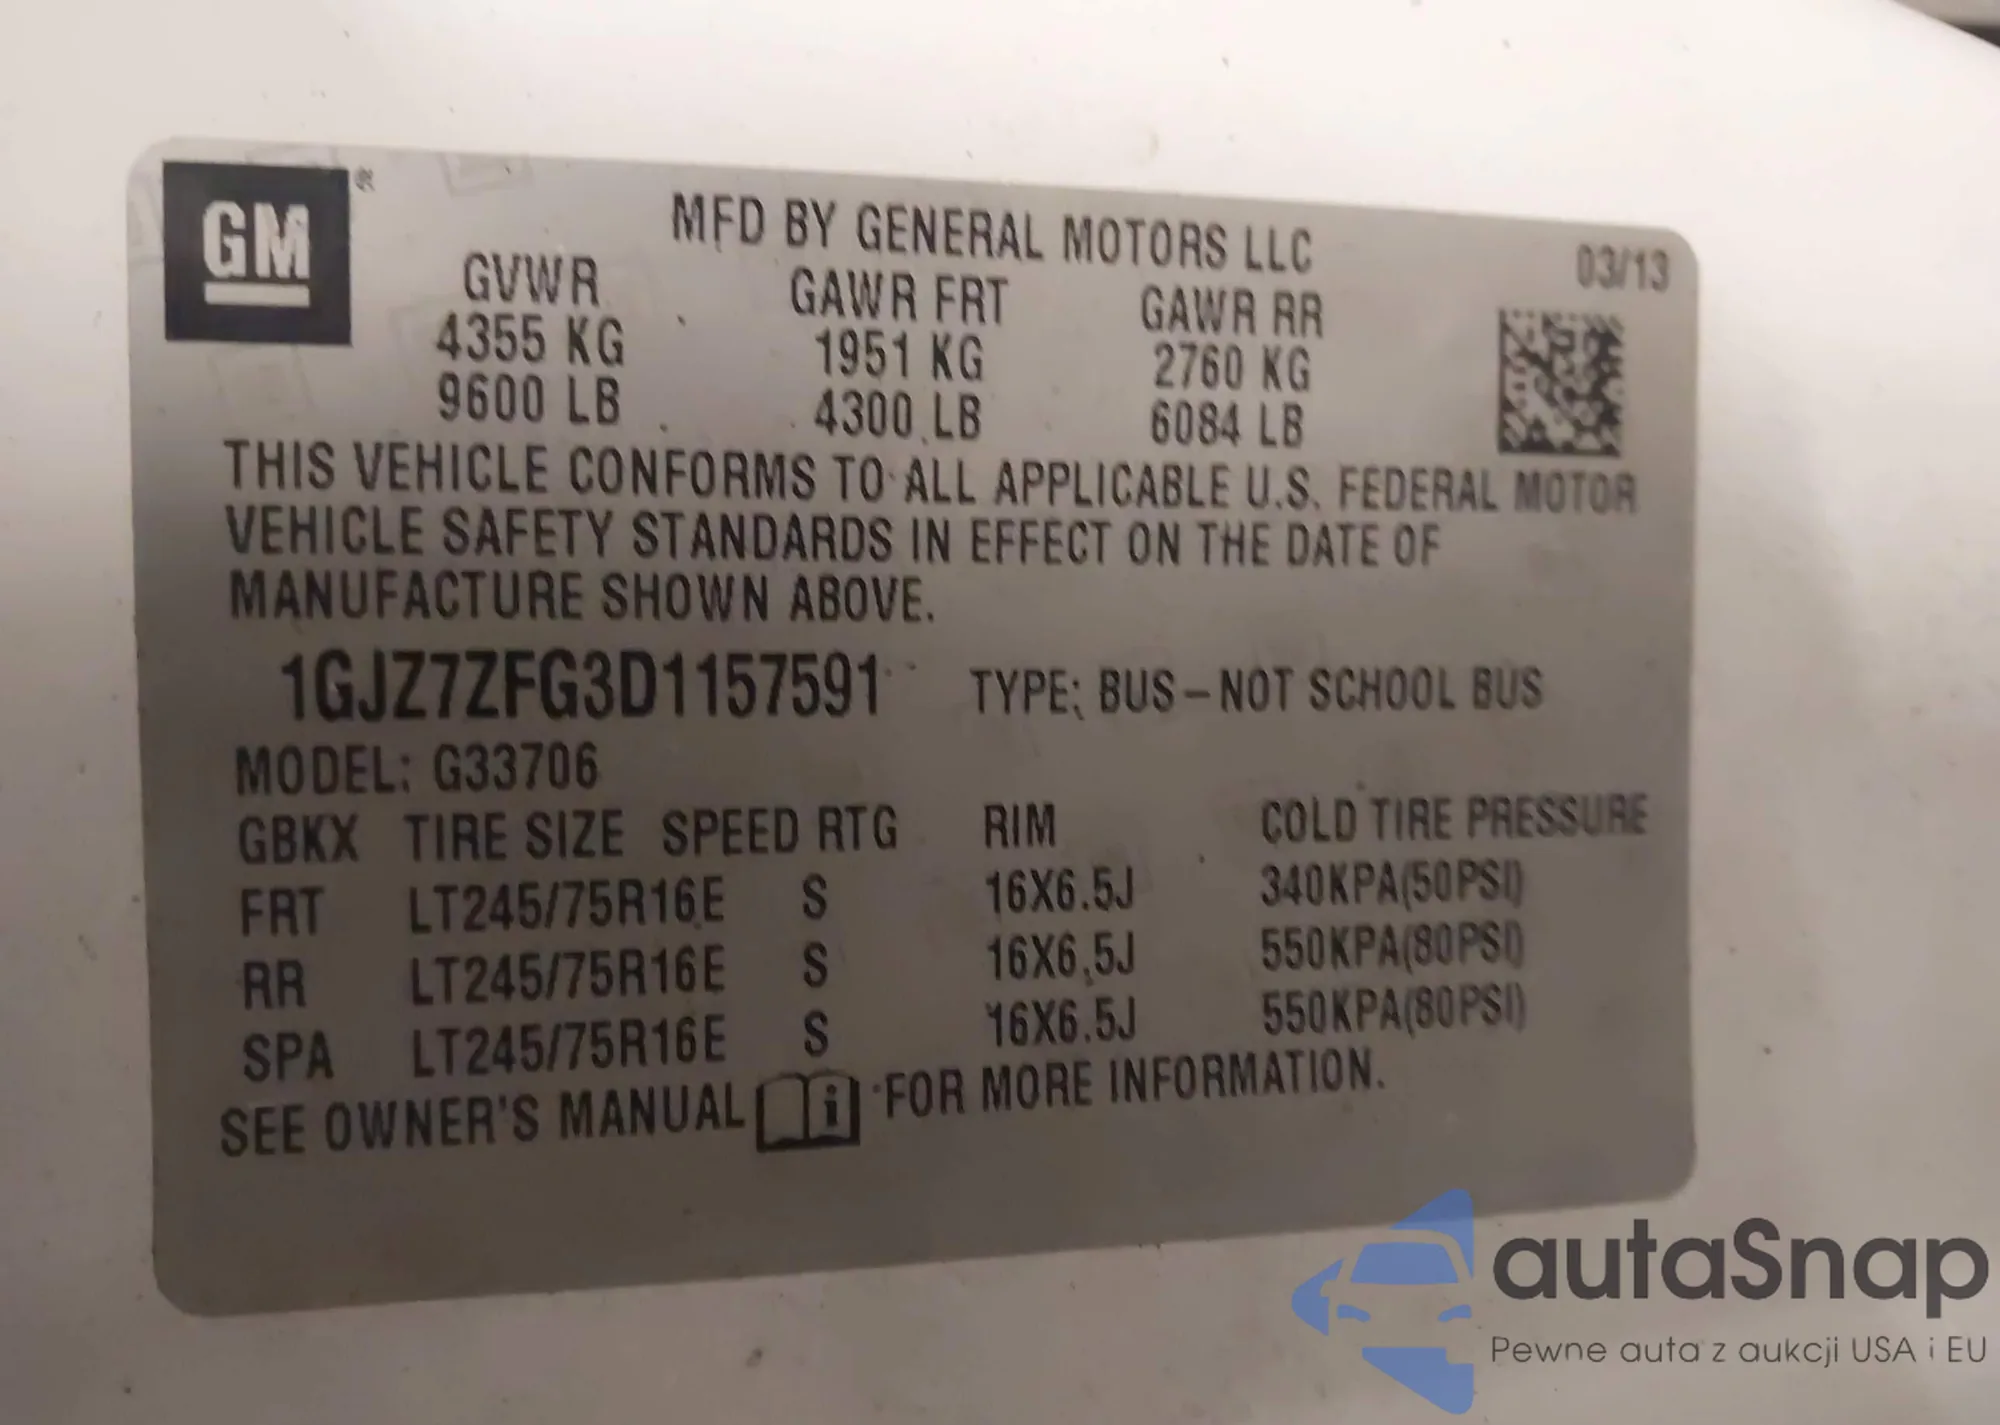 GM®
MFD BY GENERAL MOTORS LLC
03/13
GVWR GAWR FRT GAWR RR
4355 KG 1951 KG 2760 KG
9600 LB 4300 LB 6084 LB
THIS VEHICLE CONFORMS TO ALL APPLICABLE U.S. FEDERAL MOTOR
VEHICLE SAFETY STANDARDS IN EFFECT ON THE DATE OF
MANUFACTURE SHOWN ABOVE.
1GJZ7ZFG3D1157591 TYPE: BUS – NOT SCHOOL BUS
MODEL: G33706
GBKX TIRE SIZE SPEED RTG RIM COLD TIRE PRESSURE
FRT LT245/75R16E S 16X6.5J 340KPA(50PSI)
RR LT245/75R16E S 16X6.5J 550KPA(80PSI)
SPA LT245/75R16E S 16X6.5J 550KPA(80PSI)
SEE OWNER'S MANUAL i FOR MORE INFORMATION.
autaSnap
Pewne auta z aukcji USA i EU